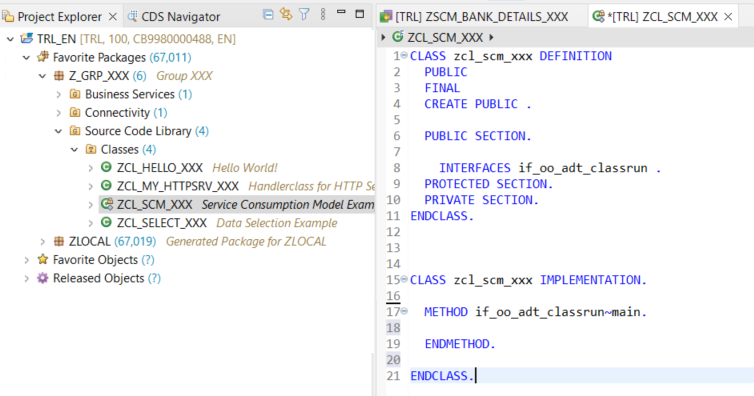 Project Explorer
CDS Navigator
TRL_EN [TRL, 100, CB9980000488, EN]
Favorite Packages (67,011)
Z_GRP_XXX (6) Group XXX
Business Services (1)
Connectivity (1)
Source Code Library (4)
Classes (4)
ZCL_HELLO_XXX Hello World!
ZCL_MY_HTTPSRV_XXX Handlerclass for HTTP Se
ZCL_SCM_XXX Service Consumption Model Exam
ZCL_SELECT_XXX Data Selection Example
ZLOCAL (67,019) Generated Package for ZLOCAL
Favorite Objects (?)
Released Objects (?)
[TRL] ZSCM_BANK_DETAILS_XXX
*[TRL] ZCL_SCM_XXX
ZCL_SCM_XXX
1 CLASS zcl_scm_xxx DEFINITION
2 PUBLIC
3 FINAL
4 CREATE PUBLIC .
5
6 PUBLIC SECTION.
7
8 INTERFACES if_oo_adt_classrun .
9 PROTECTED SECTION.
10 PRIVATE SECTION.
11 ENDCLASS.
12
13
14
15 CLASS zcl_scm_xxx IMPLEMENTATION.
16
17 METHOD if_oo_adt_classrun~main.
18
19 ENDMETHOD.
20
21 ENDCLASS.